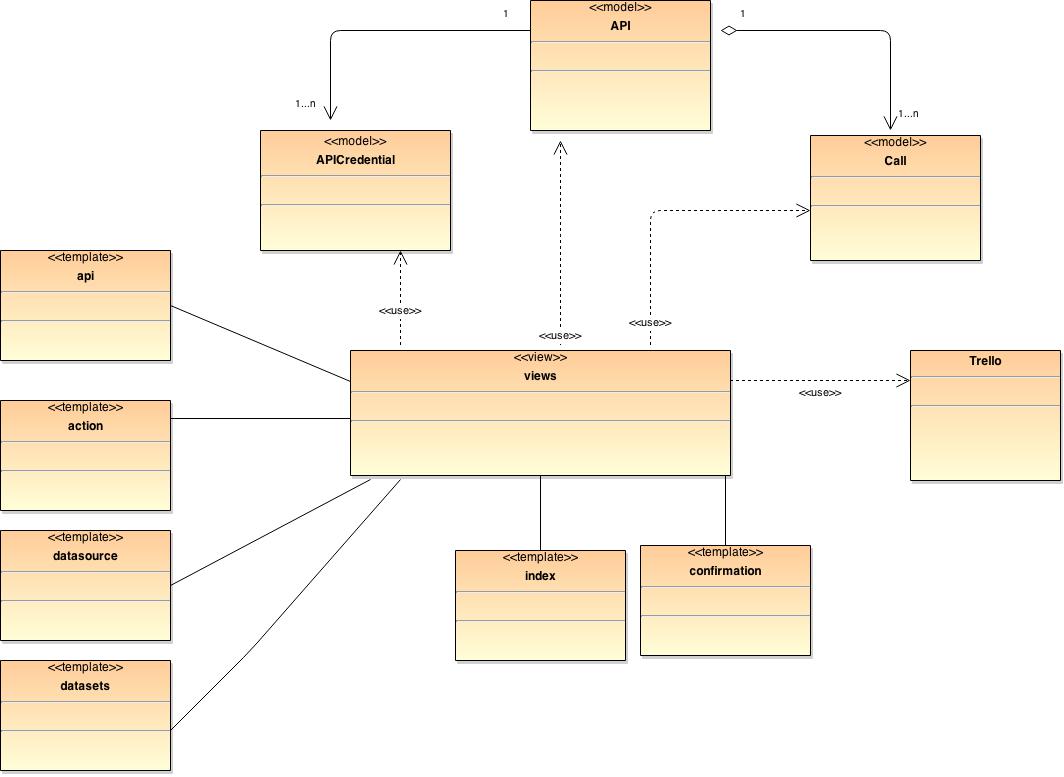 1
<<model>>
API
1
1...n
1...n
<<model>>
APICredential
<<model>>
Call
<<template>>
api
<<use>>
<<use>>
<<use>>
<<view>>
views
<<use>>
Trello
<<template>>
action
<<template>>
datasource
<<template>>
index
<<template>>
confirmation
<<template>>
datasets